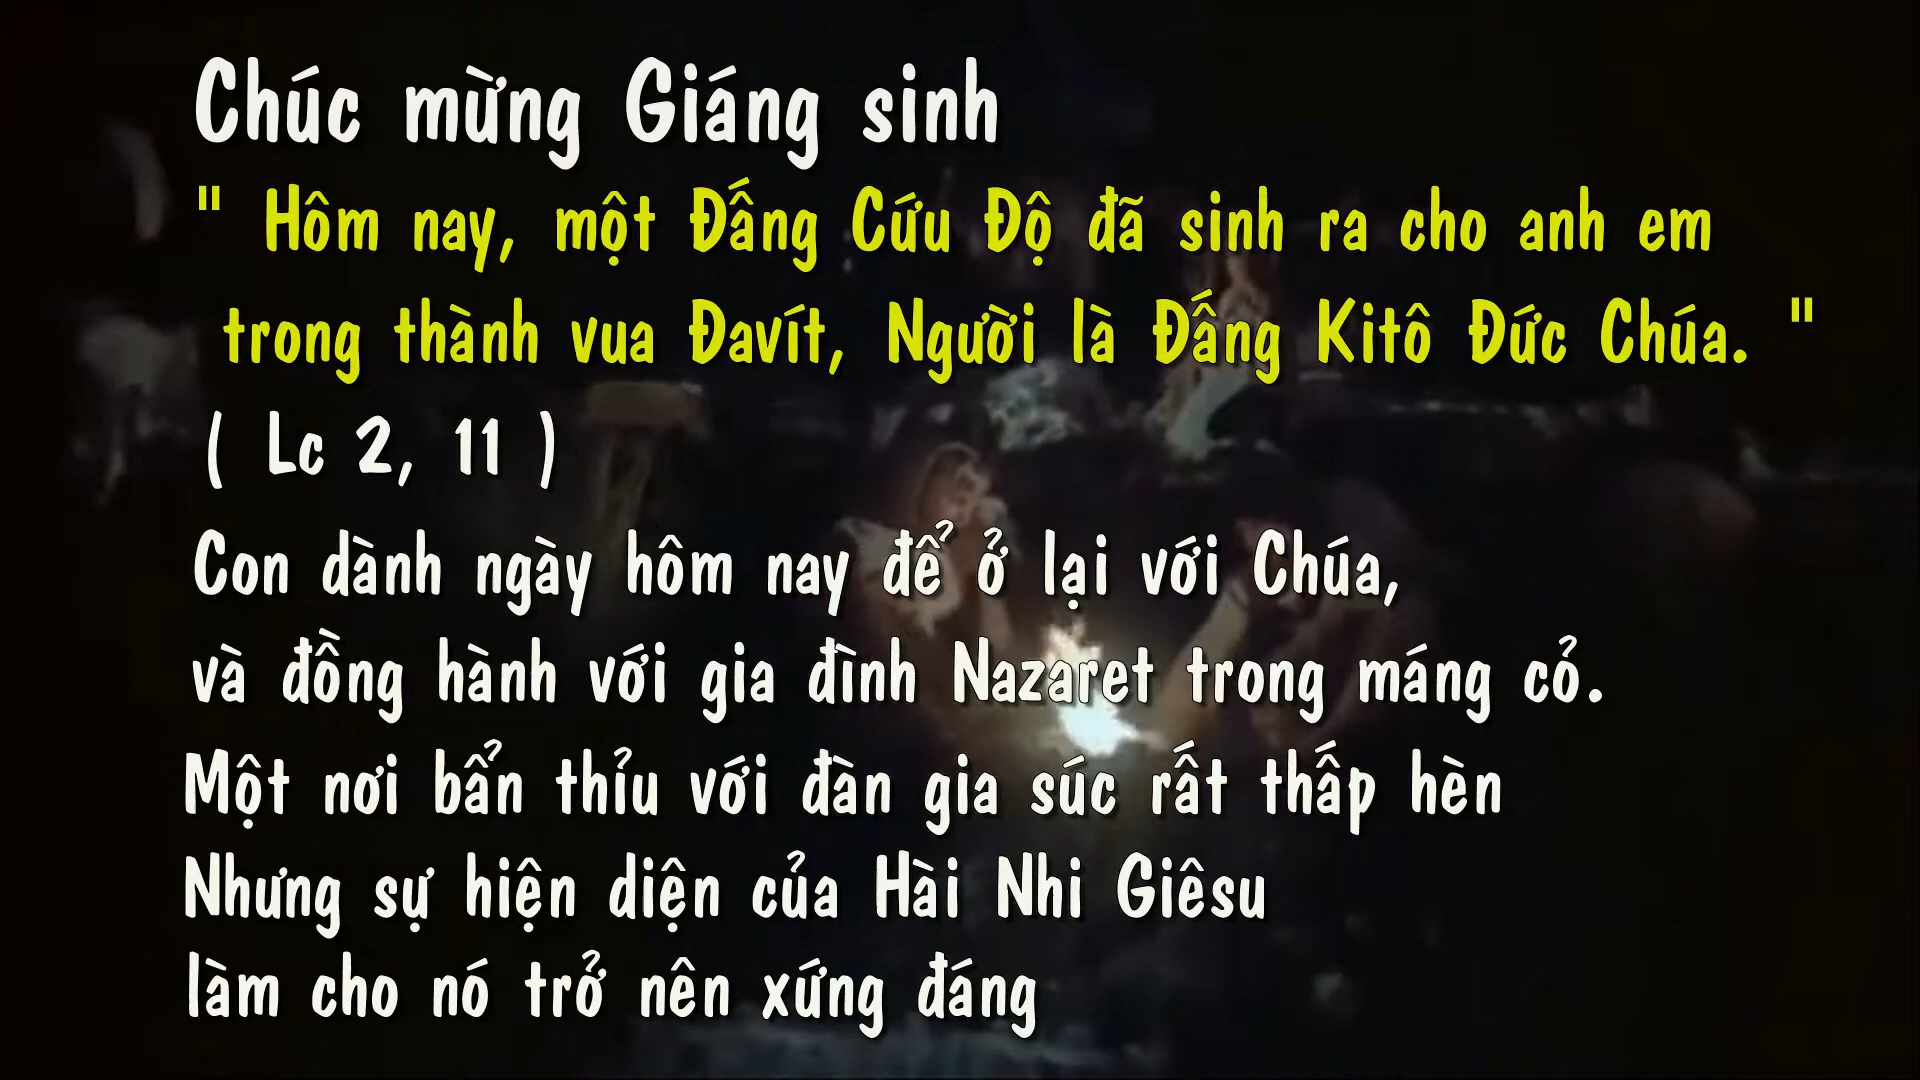 Chúc mừng Giáng sinh
" Hôm nay, một Đấng Cứu Độ đã sinh ra cho anh em
trong thành vua Đavít, Người là Đấng Kitô Đức Chúa. "
( Lc 2, 11 )
Con dành ngày hôm nay để ở lại với Chúa,
và đồng hành với gia đình Nazaret trong máng cỏ.
Một nơi bẩn thỉu với đàn gia súc rất thấp hèn
Nhưng sự hiện diện của Hài Nhi Giêsu
làm cho nó trở nên xứng đáng